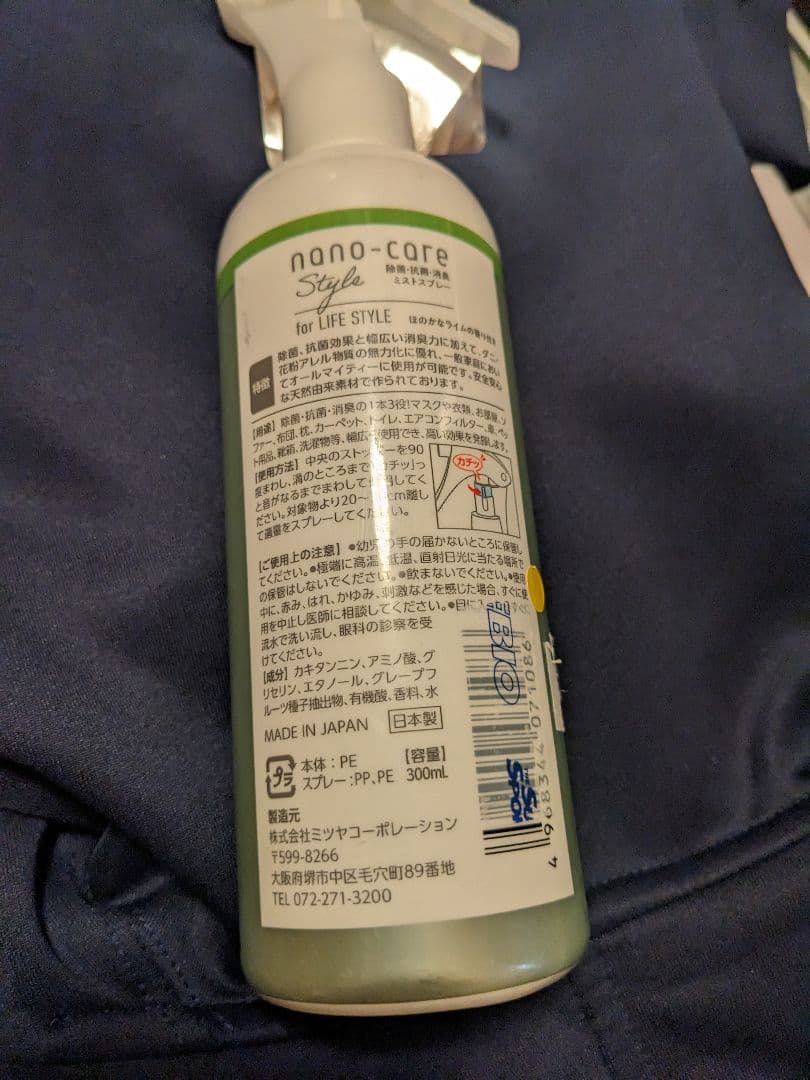 nano-care
Style
除菌・抗菌・消臭
ミストスプレー
for LIFE STYLE ほのかなライムの香り付き
特徴
除菌、抗菌効果と幅広い消臭力に加えて、ダニ・
花粉アレル物質の無力化に優れ、一般家庭におい
てオールマイティーに使用が可能です。安全安心
な天然由来素材で作られております。
【用途】除菌・抗菌・消臭の1本3役!マスクや衣類、お部屋、ソ
ファー、布団、枕、カーペット、トイレ、エアコンフィルター、車、ペッ
ト用品、靴箱、洗濯物等、幅広く使用でき、高い効果を発揮します。
【使用方法】中央のストッパーを90
度まわし、溝のところまで「カチッ」っ
と音がなるまでまわして使用してく
ださい。対象物より20~ cm離し
て適量をスプレーしてください。
カチッ
【ご使用上の注意】●幼児の手の届かないところに保管し
てください。●極端に高温、低温、直射日光に当たる場所で
の保管はしないでください。●飲まないでください。●使用
中に、赤み、はれ、かゆみ、刺激などを感じた場合、すぐに使
用を中止し医師に相談してください。●目に すぐに
流水で洗い流し、眼科の診察を受
けてください。
【成分】カキタンニン、アミノ酸、グ
リセリン、エタノール、グレープフ
ルーツ種子抽出物、有機酸、香料、水
MADE IN JAPAN 日本製
プラ
本体:PE
スプレー:PP、PE
【容量】
300mL
製造元
株式会社ミツヤコーポレーション
〒599-8266
大阪府堺市中区毛穴町89番地
TEL 072-271-3200
BIO
4 968344 071086